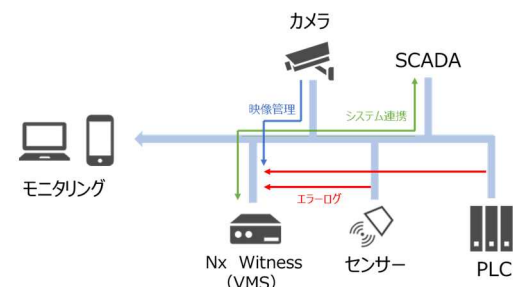 カメラ
SCADA
映像管理
システム連携
モニタリング
エラーログ
Nx Witness
(VMS)
センサー
PLC